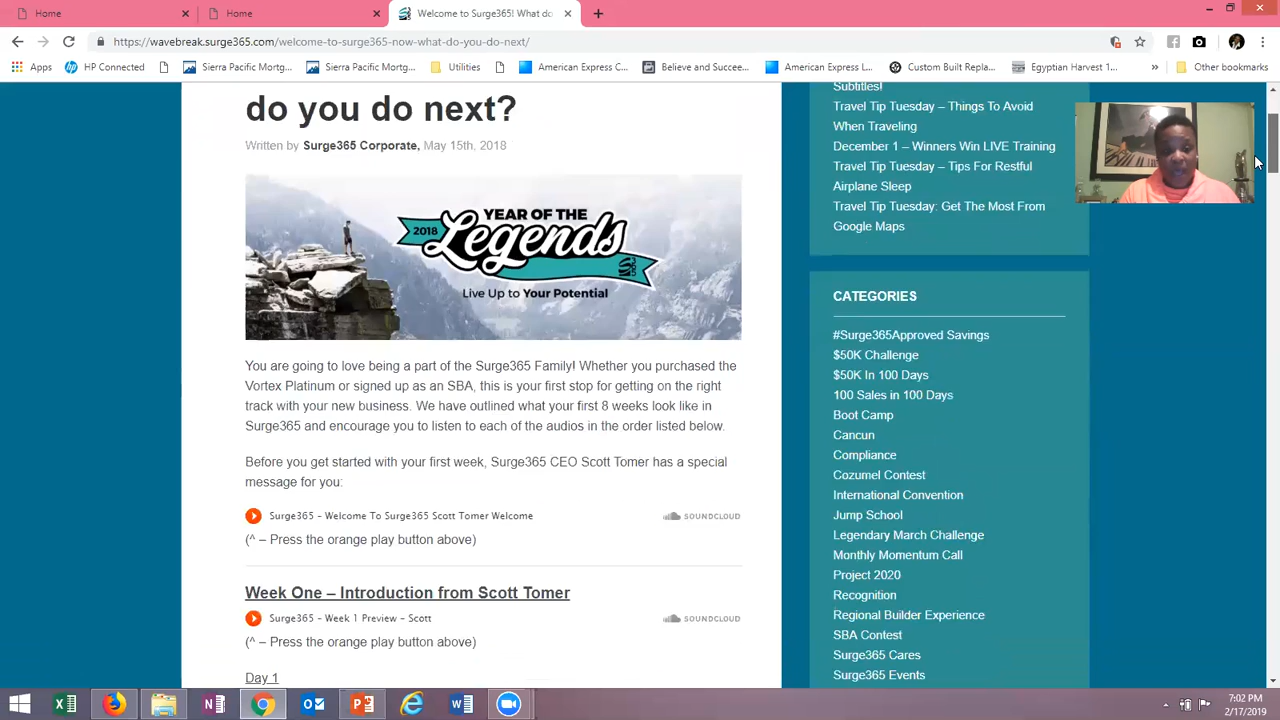 Home
Home
Welcome to Surge365! What do
https://wavebreak.surge365.com/welcome-to-surge365-now-what-do-you-do-next/
Apps
HP Connected
Sierra Pacific Mortg...
Sierra Pacific Mortg...
Utilities
American Express C...
Believe and Succee...
American Express L...
Custom Built Repla...
Egyptian Harvest 1...
»
Other bookmarks
do you do next?
Written by Surge365 Corporate, May 15th, 2018
2018
YEAR OF THE
Legends
Live Up to Your Potential
You are going to love being a part of the Surge365 Family! Whether you purchased the
Vortex Platinum or signed up as an SBA, this is your first stop for getting on the right
track with your new business. We have outlined what your first 8 weeks look like in
Surge365 and encourage you to listen to each of the audios in the order listed below.
Before you get started with your first week, Surge365 CEO Scott Tomer has a special
message for you:
Surge365 - Welcome To Surge365 Scott Tomer Welcome
SOUNDCLOUD
(^ – Press the orange play button above)
Week One – Introduction from Scott Tomer
Surge365 - Week 1 Preview - Scott
SOUNDCLOUD
(^ – Press the orange play button above)
Day 1
Subtitles!
Travel Tip Tuesday – Things To Avoid
When Traveling
December 1 – Winners Win LIVE Training
Travel Tip Tuesday – Tips For Restful
Airplane Sleep
Travel Tip Tuesday: Get The Most From
Google Maps
CATEGORIES
#Surge365Approved Savings
$50K Challenge
$50K In 100 Days
100 Sales in 100 Days
Boot Camp
Cancun
Compliance
Cozumel Contest
International Convention
Jump School
Legendary March Challenge
Monthly Momentum Call
Project 2020
Recognition
Regional Builder Experience
SBA Contest
Surge365 Cares
Surge365 Events
7:02 PM
2/17/2019